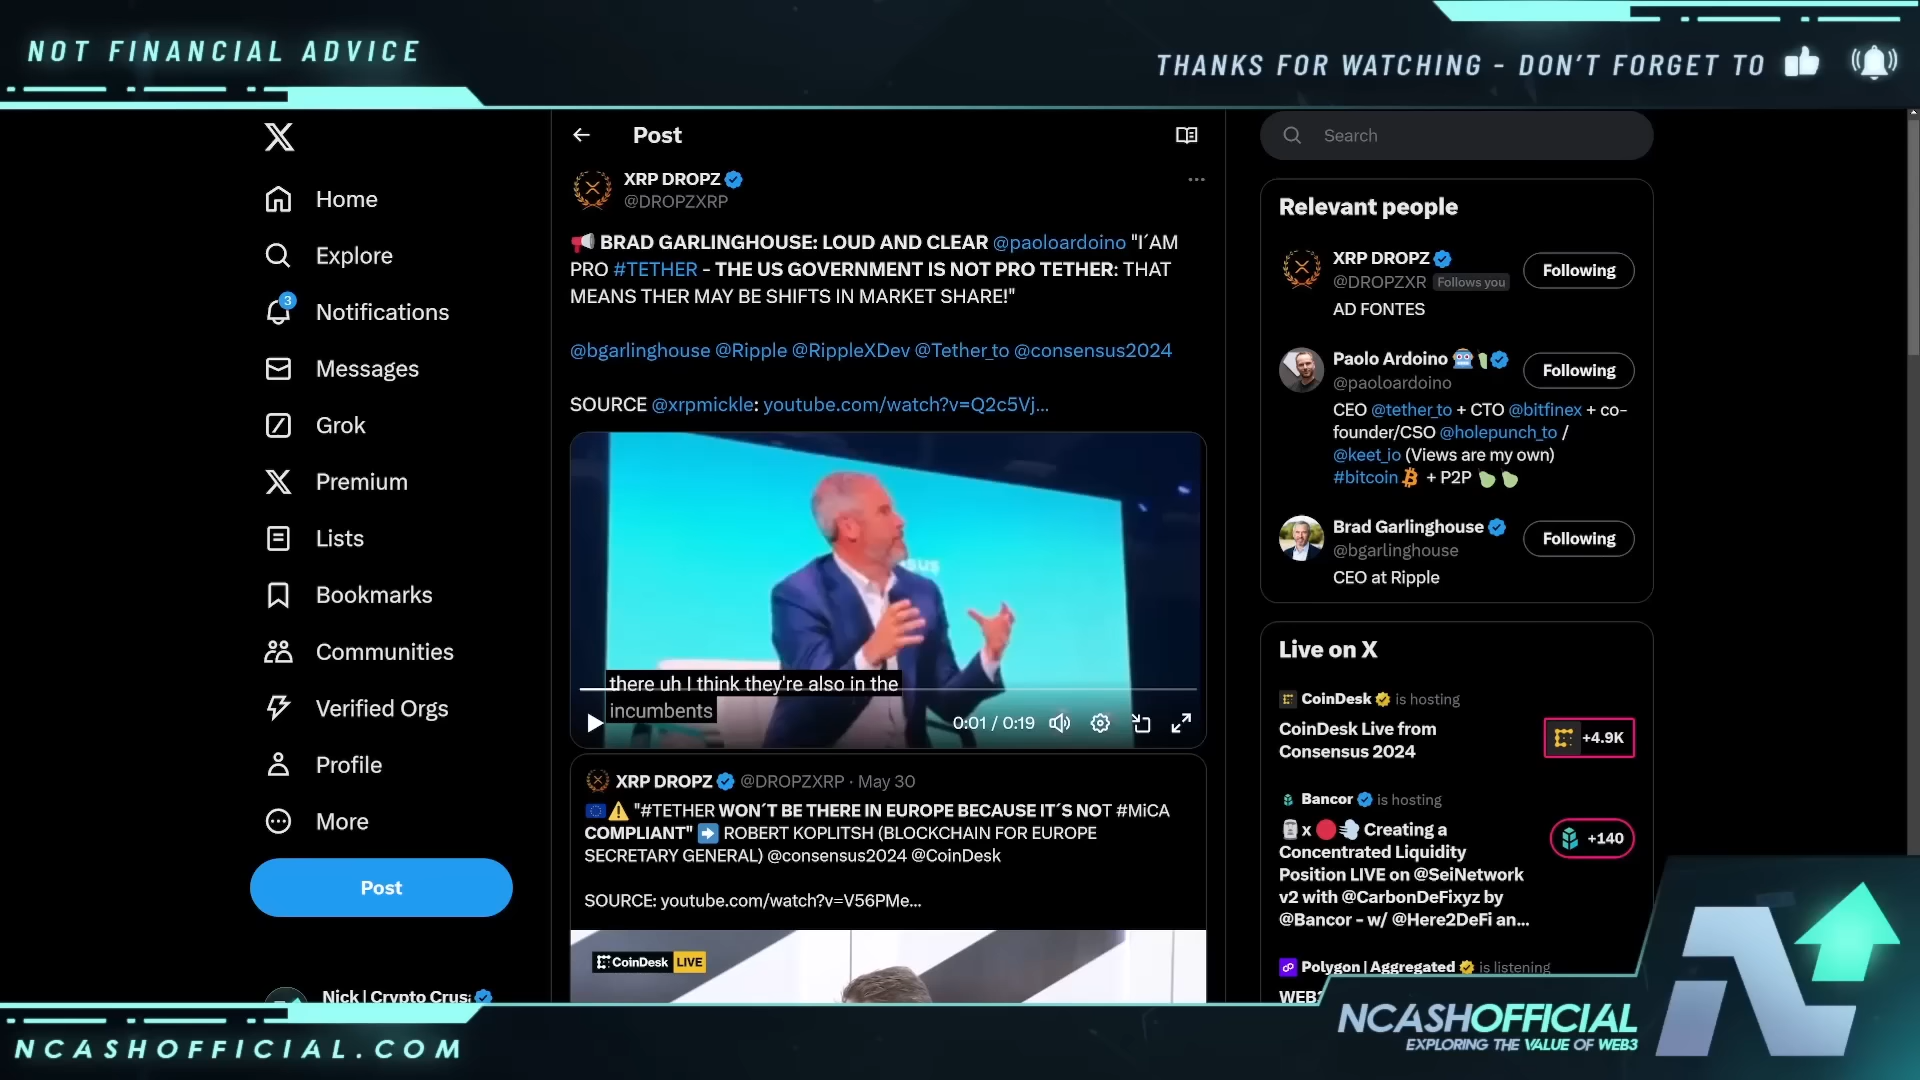 NOT FINANCIAL ADVICE
THANKS FOR WATCHING - DON'T FORGET TO
Home
Explore
3
Notifications
Messages
Grok
Premium
Lists
Bookmarks
Communities
Verified Orgs
Profile
More
Post
Nick | Crypto Crus
Post
XRP DROPZ
@DROPZXRP
BRAD GARLINGHOUSE: LOUD AND CLEAR @paoloardoino "I´AM
PRO #TETHER - THE US GOVERNMENT IS NOT PRO TETHER: THAT
MEANS THER MAY BE SHIFTS IN MARKET SHARE!"
@bgarlinghouse @Ripple @RippleXDev @Tether_to @consensus2024
SOURCE @xrpmickle: youtube.com/watch?v=Q2c5Vj...
sus
there uh I think they're also in the
incumbents
0:01 / 0:19
XRP DROPZ @DROPZXRP · May 30
"#TETHER WON´T BE THERE IN EUROPE BECAUSE IT´S NOT #MiCA
COMPLIANT" ROBERT KOPLITSH (BLOCKCHAIN FOR EUROPE
SECRETARY GENERAL) @consensus2024 @CoinDesk
SOURCE: youtube.com/watch?v=V56PMe...
CoinDesk LIVE
Search
Relevant people
XRP DROPZ
@DROPZXR Follows you
Following
AD FONTES
Paolo Ardoino
@paoloardoino
Following
CEO @tether_to + CTO @bitfinex + co-
founder/CSO @holepunch_to /
@keet_io (Views are my own)
#bitcoin + P2P
Brad Garlinghouse
@bgarlinghouse
Following
CEO at Ripple
Live on X
CoinDesk is hosting
CoinDesk Live from
Consensus 2024
+4.9K
Bancor is hosting
x Creating a
Concentrated Liquidity
Position LIVE on @SeiNetwork
v2 with @CarbonDeFixyz by
@Bancor - w/ @Here2DeFi an...
+140
Polygon | Aggregated is listening
WEB
NCASHOFFICIAL.COM
NCASHOFFICIAL
EXPLORING THE VALUE OF WEB3